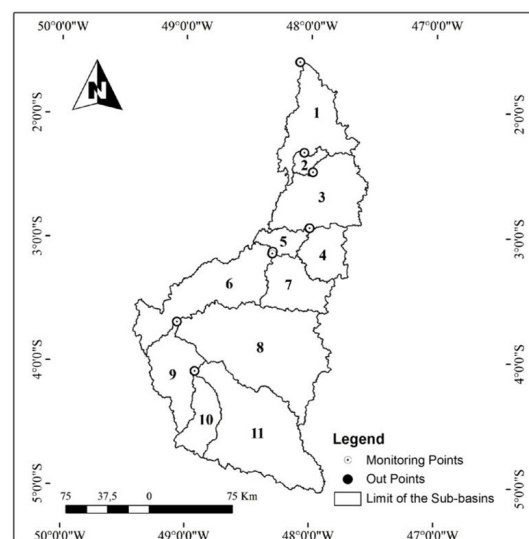 50°0'0"W 49°0'0"W 48°0'0"W 47°0'0"W
N
2°0'0"S 2°0'0"S
1
2
3
3°0'0"S 3°0'0"S
5
4
6
7
8
4°0'0"S 4°0'0"S
9
10
11
Legend
Monitoring Points
Out Points
Limit of the Sub-basins
75 37,5 0 75 Km
5°0'0"S 5°0'0"S
50°0'0"W 49°0'0"W 48°0'0"W 47°0'0"W